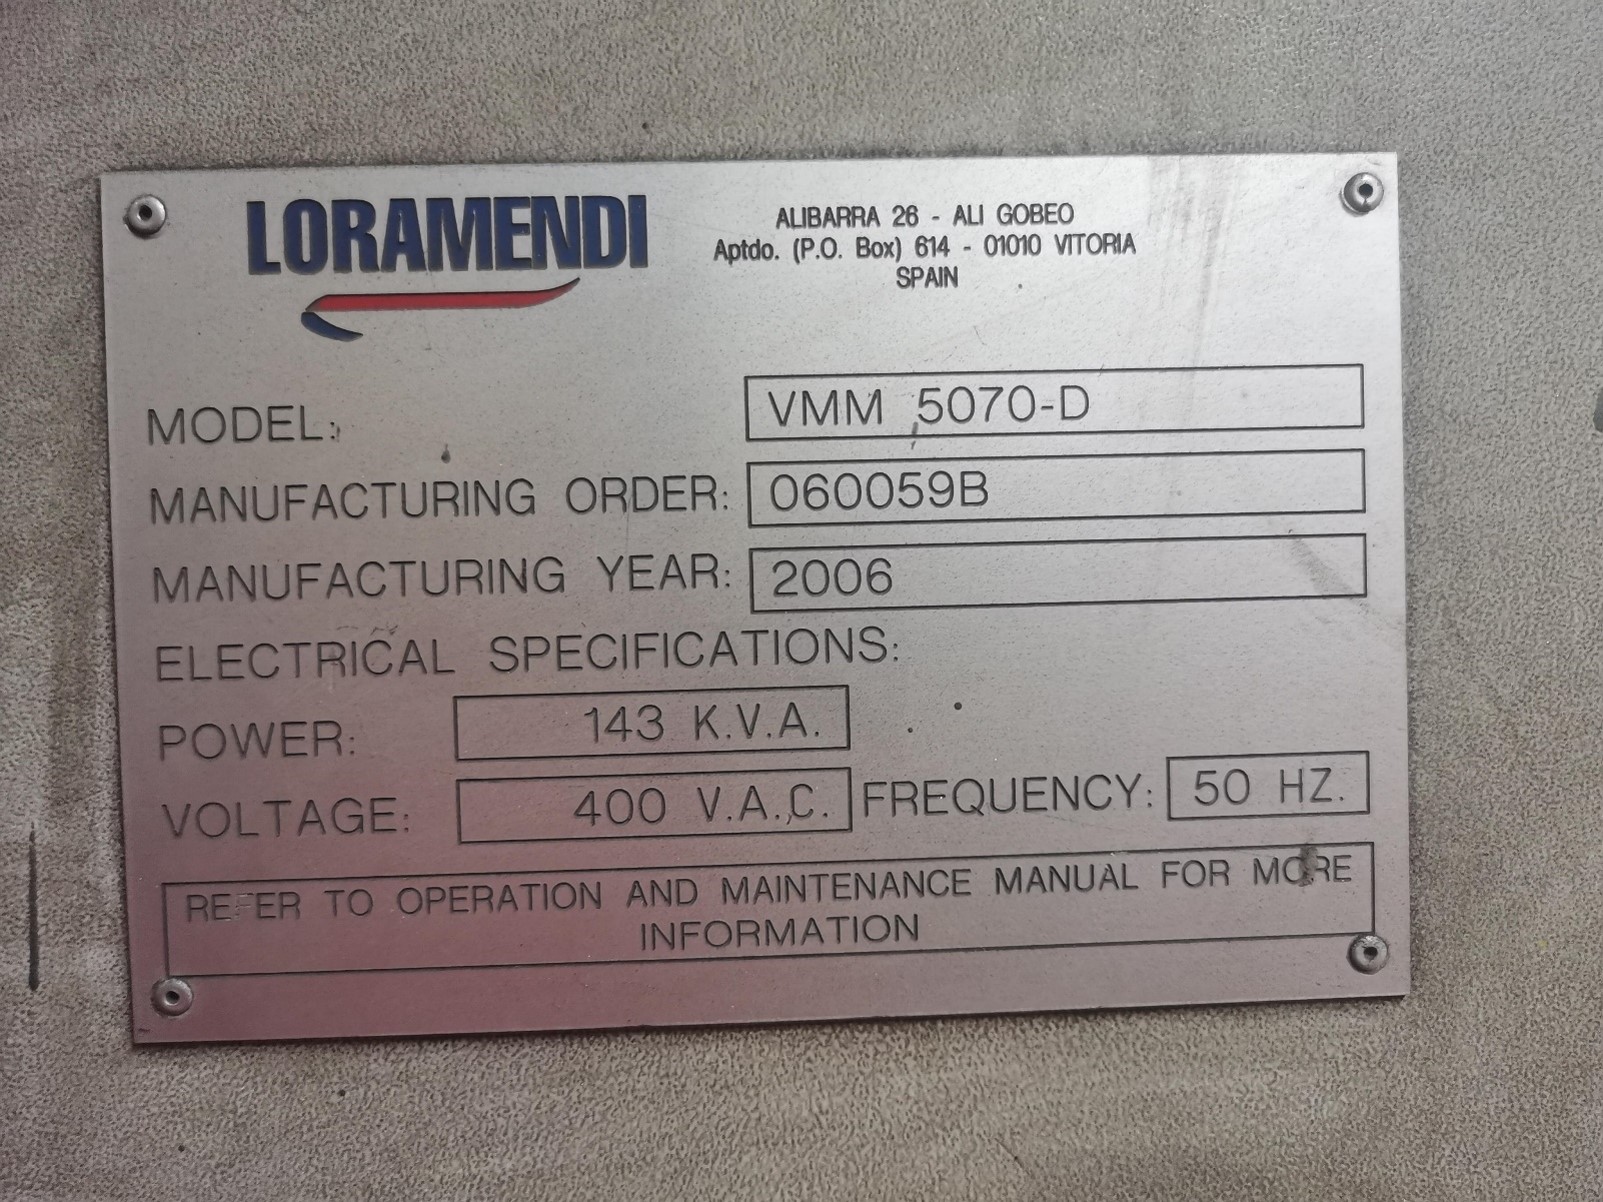 LORAMENDI
ALIBARRA 26 - ALI GOBEO
Aptdo. (P.O. Box) 614 - 01010 VITORIA
SPAIN
MODEL: VMM 5070-D
MANUFACTURING ORDER: 060059B
MANUFACTURING YEAR: 2006
ELECTRICAL SPECIFICATIONS:
POWER: 143 K.V.A.
VOLTAGE: 400 V.A.C. FREQUENCY: 50 HZ.
REFER TO OPERATION AND MAINTENANCE MANUAL FOR MORE
INFORMATION